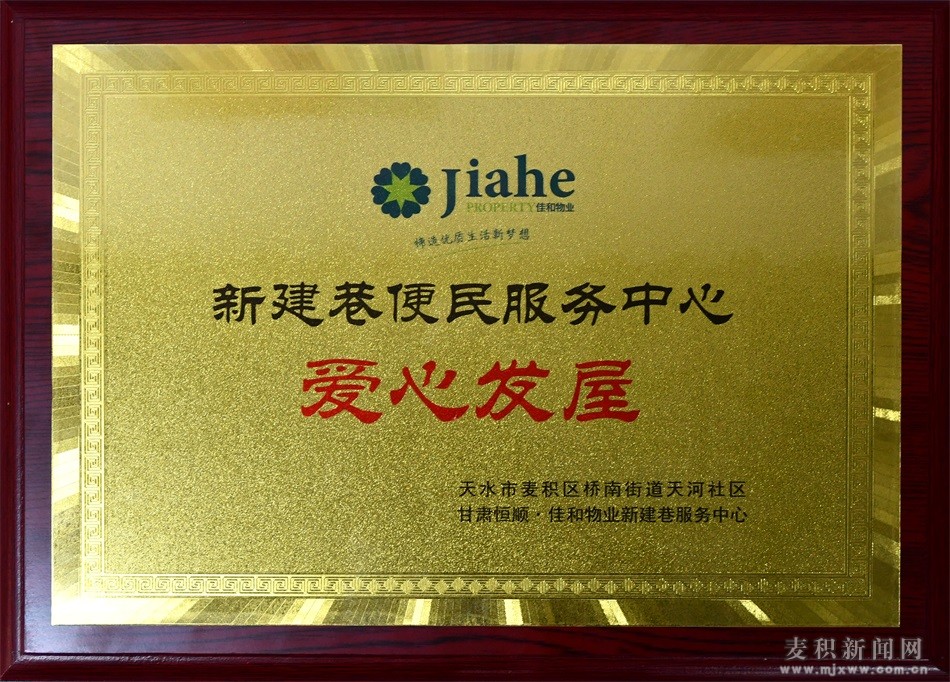 Jiahe
PROPERTY佳和物业
铸造优质生活新梦想
新建巷便民服务中心
爱心发屋
天水市麦积区桥南街道天河社区
甘肃恒顺·佳和物业新建巷服务中心
麦积新闻网
www.mjxww.com.cn